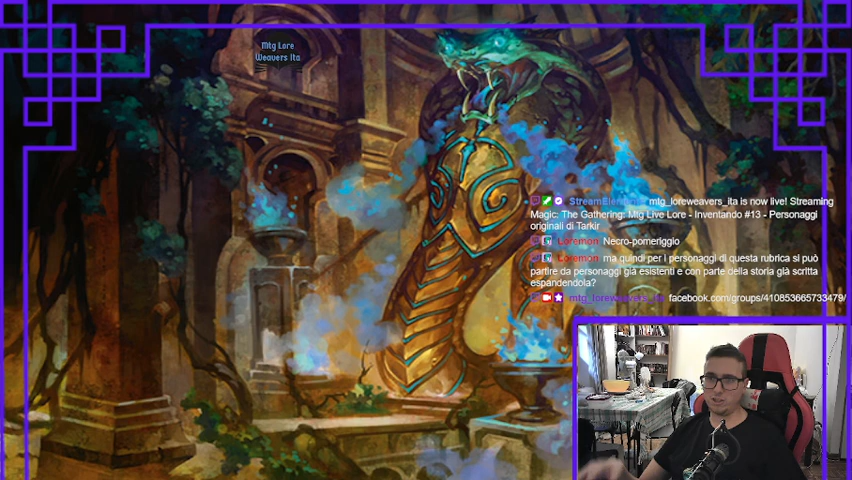 Mtg Lore
Weavers Ita
StreamElements mtg_loreweavers_ita is now live! Streaming
Magic: The Gathering: Mtg Live Lore - Inventando #13 - Personaggi
originali di Tarkir
Loremon Necro-pomeriggio
Loremon ma quindi per i personaggi di questa rubrica si può
partire da personaggi già esistenti e con parte della storia già scritta
espandendola?
mtg_loreweavers_ita facebook.com/groups/410853665733479/